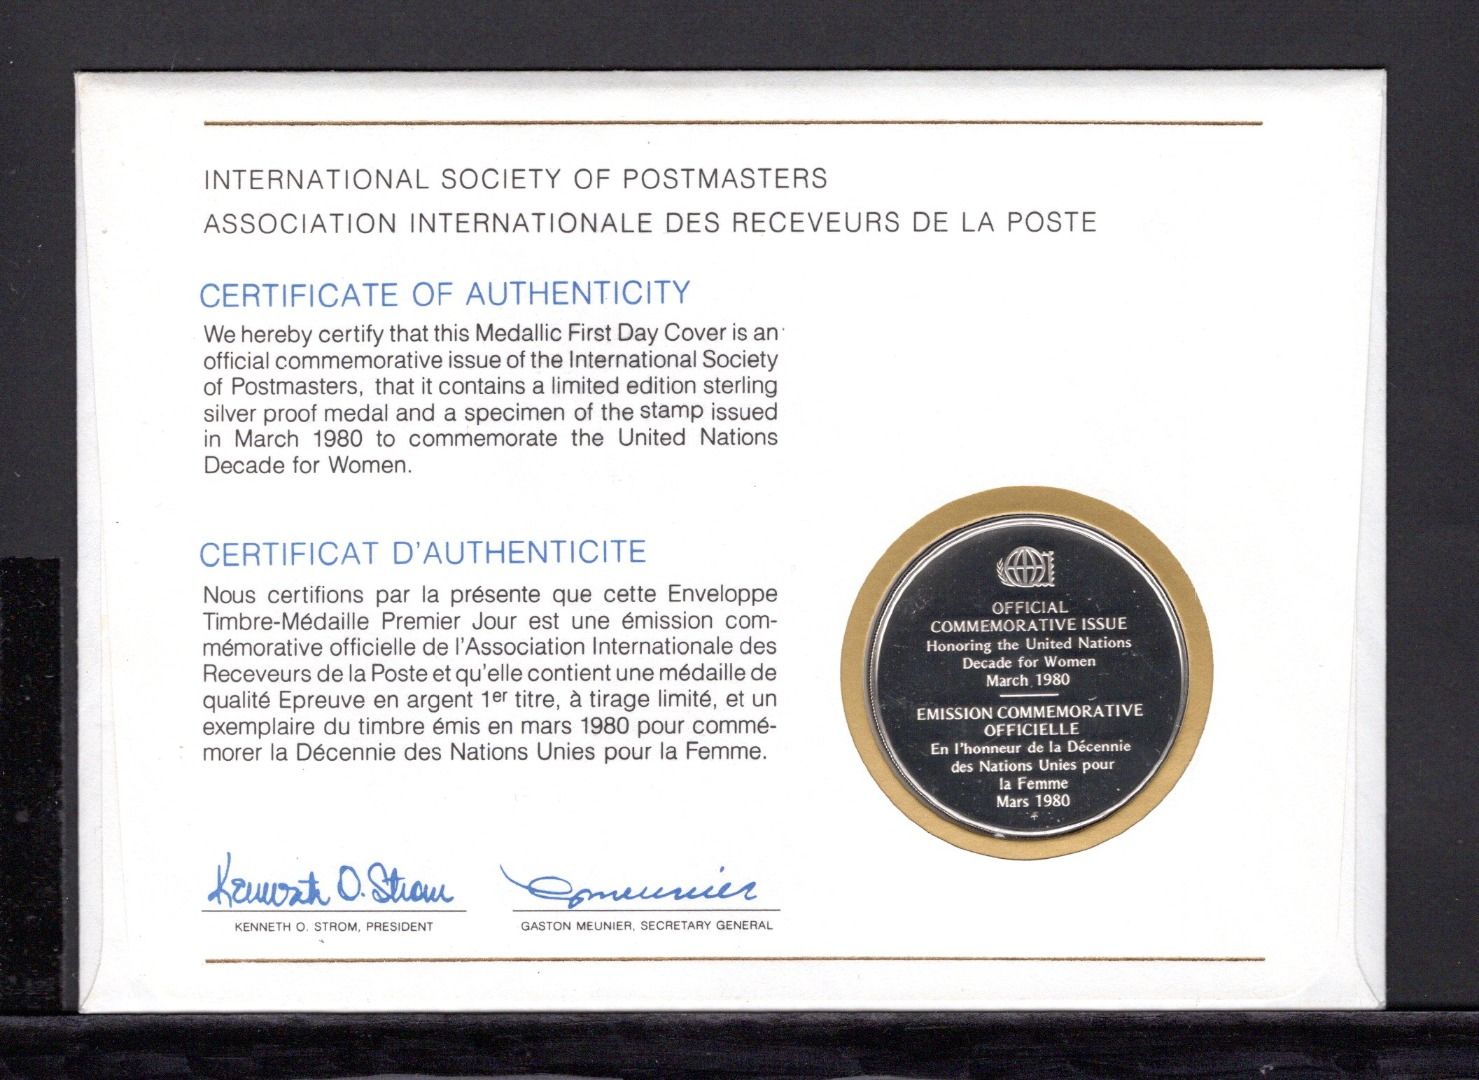 INTERNATIONAL SOCIETY OF POSTMASTERS
ASSOCIATION INTERNATIONALE DES RECEVEURS DE LA POSTE
CERTIFICATE OF AUTHENTICITY
We hereby certify that this Medallic First Day Cover is an
official commemorative issue of the International Society
of Postmasters, that it contains a limited edition sterling
silver proof medal and a specimen of the stamp issued
in March 1980 to commemorate the United Nations
Decade for Women.
CERTIFICAT D'AUTHENTICITE
Nous certifions par la présente que cette Enveloppe
Timbre-Médaille Premier Jour est une émission com-
mémorative officielle de l'Association Internationale des
Receveurs de la Poste et qu'elle contient une médaille de
qualité Epreuve en argent 1er titre, à tirage limité, et un
exemplaire du timbre émis en mars 1980 pour commé-
morer la Décennie des Nations Unies pour la Femme.
Kenneth O. Strom
G Meunier
KENNETH O. STROM, PRESIDENT
GASTON MEUNIER, SECRETARY GENERAL
OFFICIAL
COMMEMORATIVE ISSUE
Honoring the United Nations
Decade for Women
March 1980
EMISSION COMMEMORATIVE
OFFICIELLE
En l'honneur de la Décennie
des Nations Unies pour
la Femme
Mars 1980